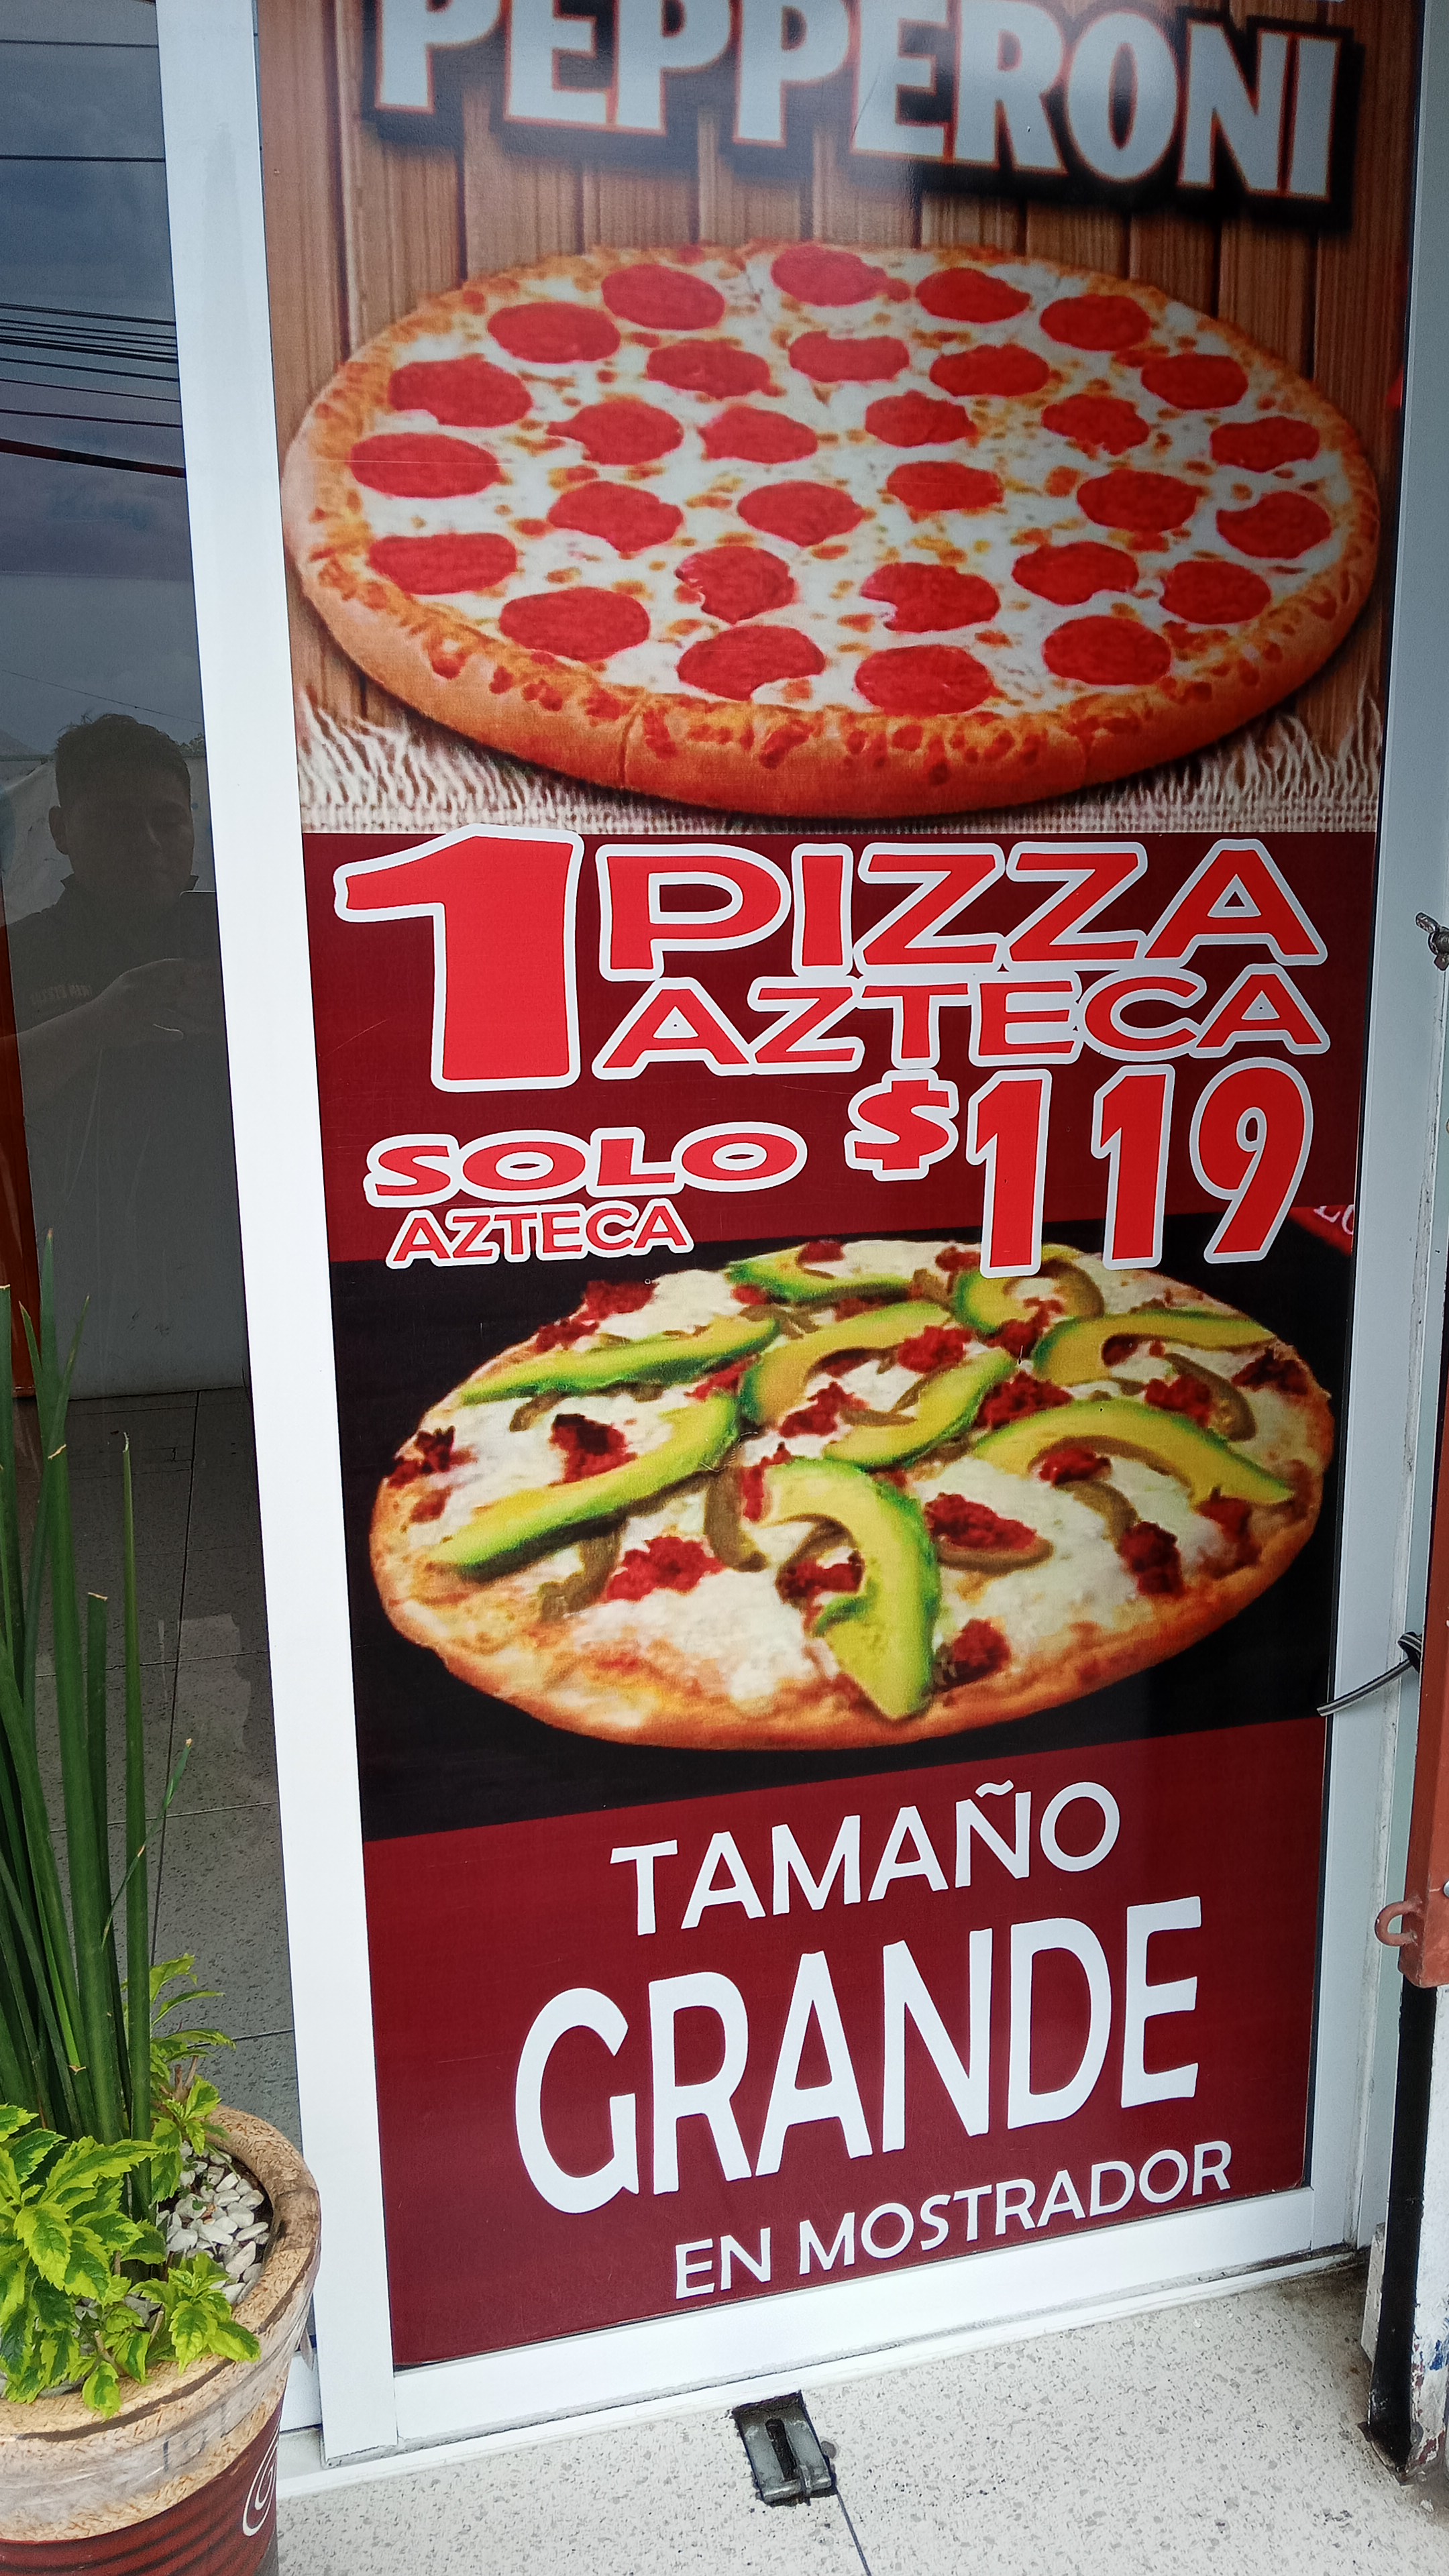 PEPPERONI
1 PIZZA
AZTECA
$119
SOLO
AZTECA
TAMAÑO
GRANDE
EN MOSTRADOR